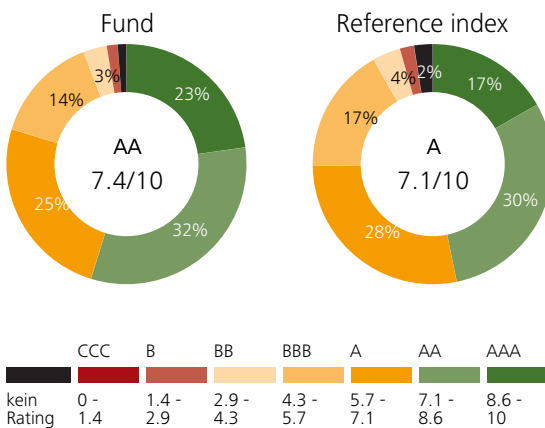 Fund
Reference index
3%
23%
14%
AA
7.4/10
25%
32%
4%
2%
17%
17%
A
7.1/10
30%
28%
CCC B BB BBB A AA AAA
kein 0 - 1.4 - 2.9 - 4.3 - 5.7 - 7.1 - 8.6 -
Rating 1.4 2.9 4.3 5.7 7.1 8.6 10